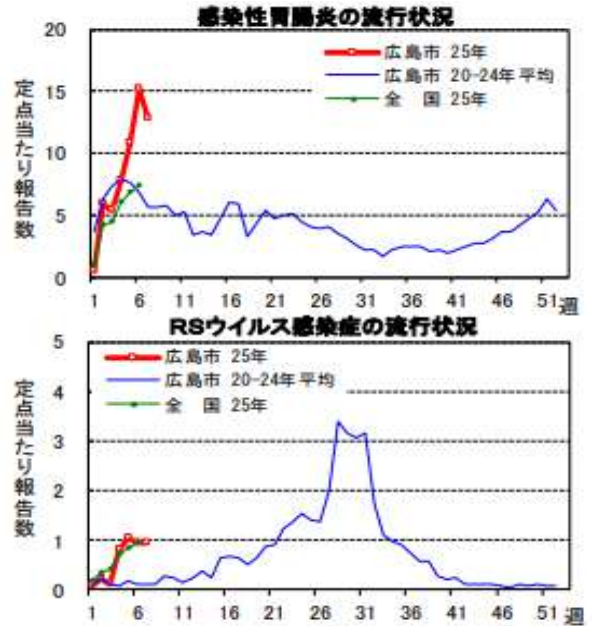 感染性胃腸炎の流行状況
20
15
10
5
0
定点当たり報告数
広島市 25年
広島市 20-24年平均
全 国 25年
1 6 11 16 21 26 31 36 41 46 51 週
RSウイルス感染症の流行状況
5
4
3
2
1
0
定点当たり報告数
広島市 25年
広島市 20-24年平均
全 国 25年
1 6 11 16 21 26 31 36 41 46 51 週